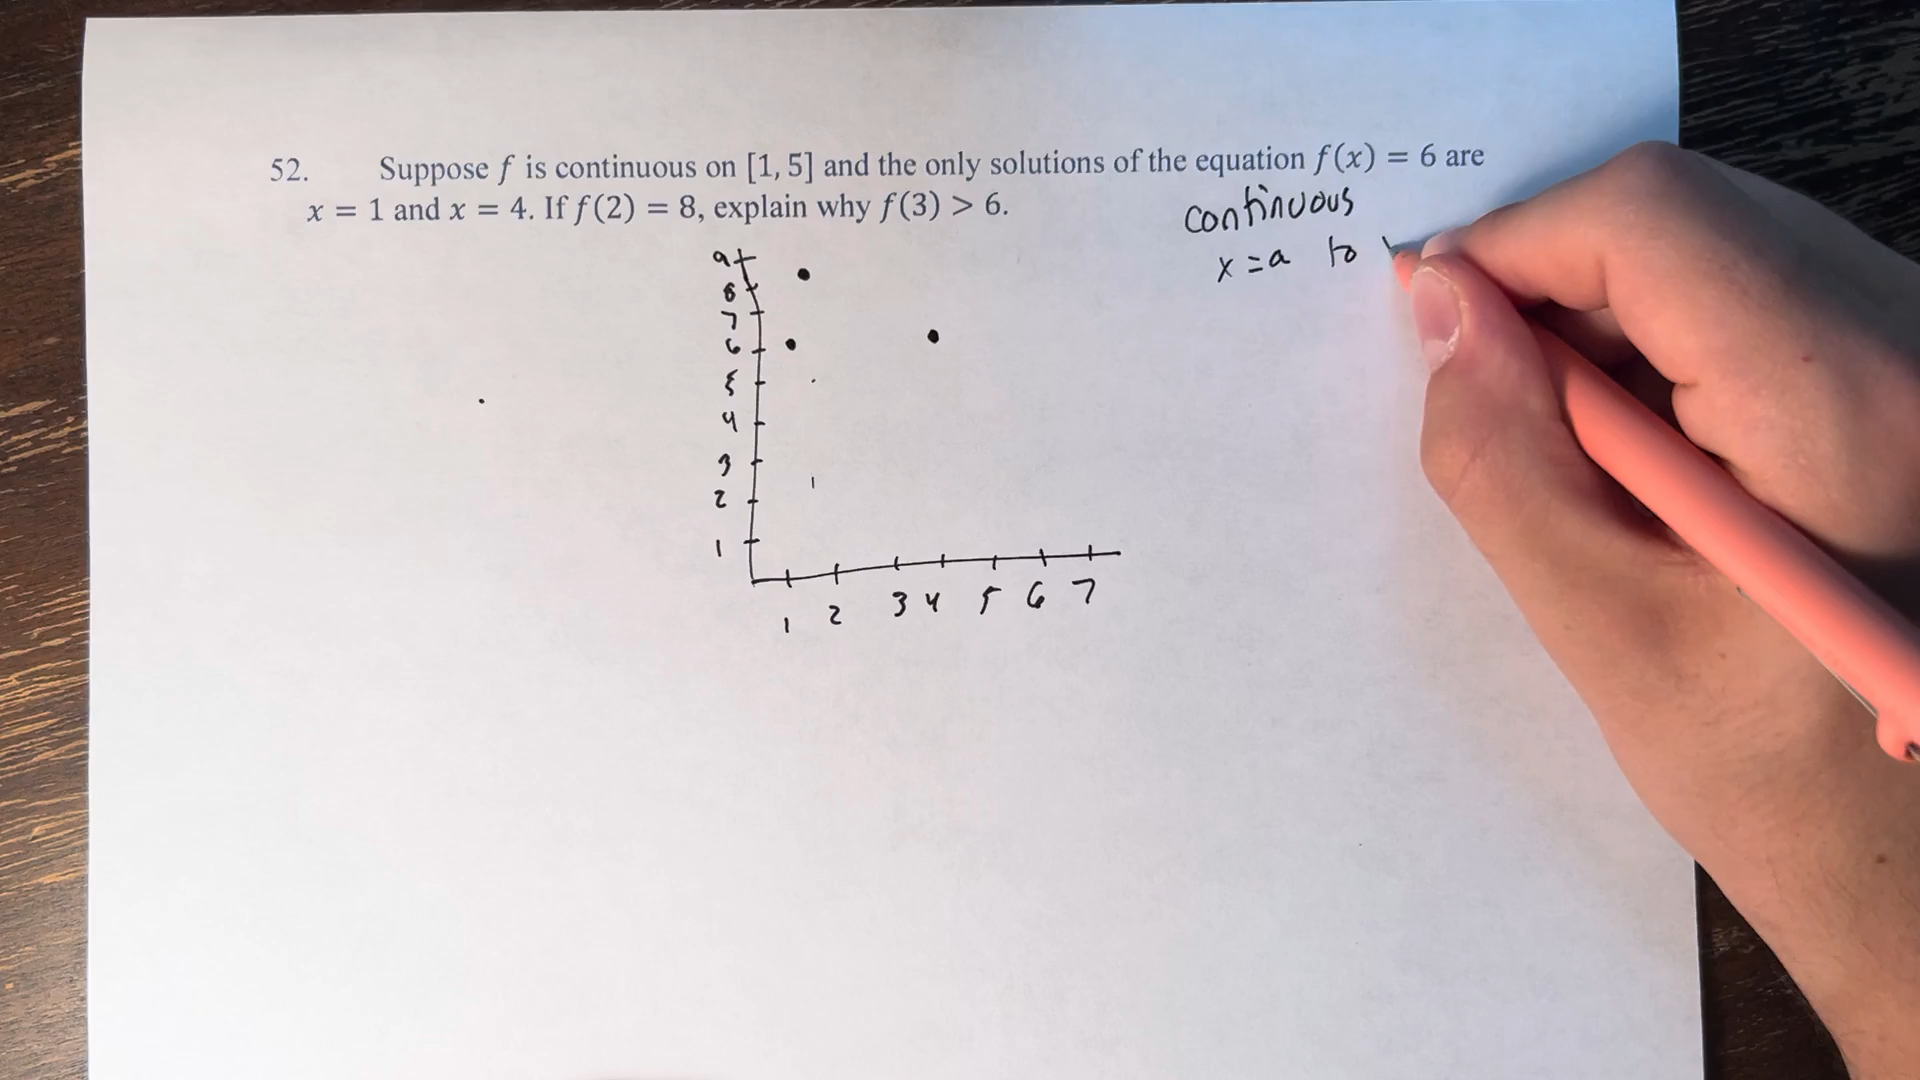 52. Suppose f is continuous on [1, 5] and the only solutions of the equation f(x) = 6 are
x = 1 and x = 4. If f(2) = 8, explain why f(3) > 6.
continuous
x = a to
9
8
7
6
5
4
3
2
1
1 2 3 4 5 6 7